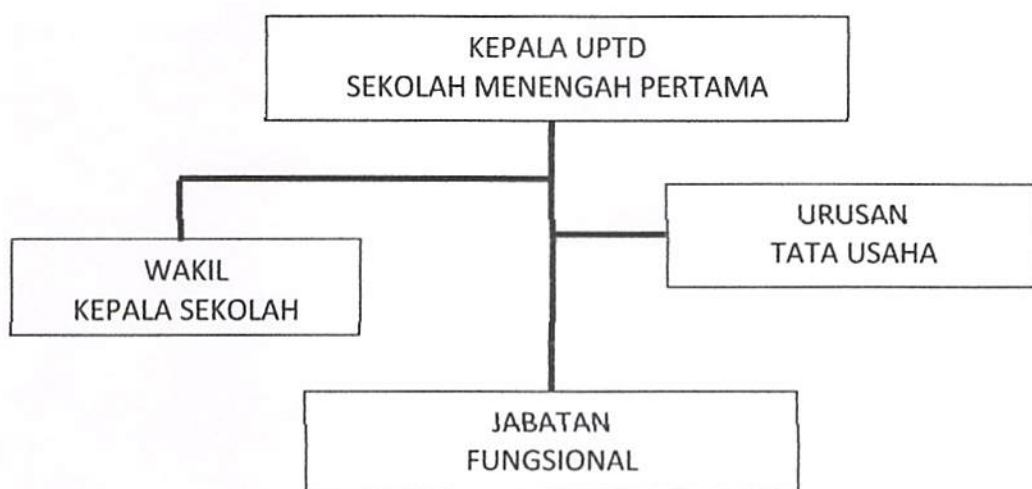 KEPALA UPTD
SEKOLAH MENENGAH PERTAMA
URUSAN
TATA USAHA
WAKIL
KEPALA SEKOLAH
JABATAN
FUNGSIONAL